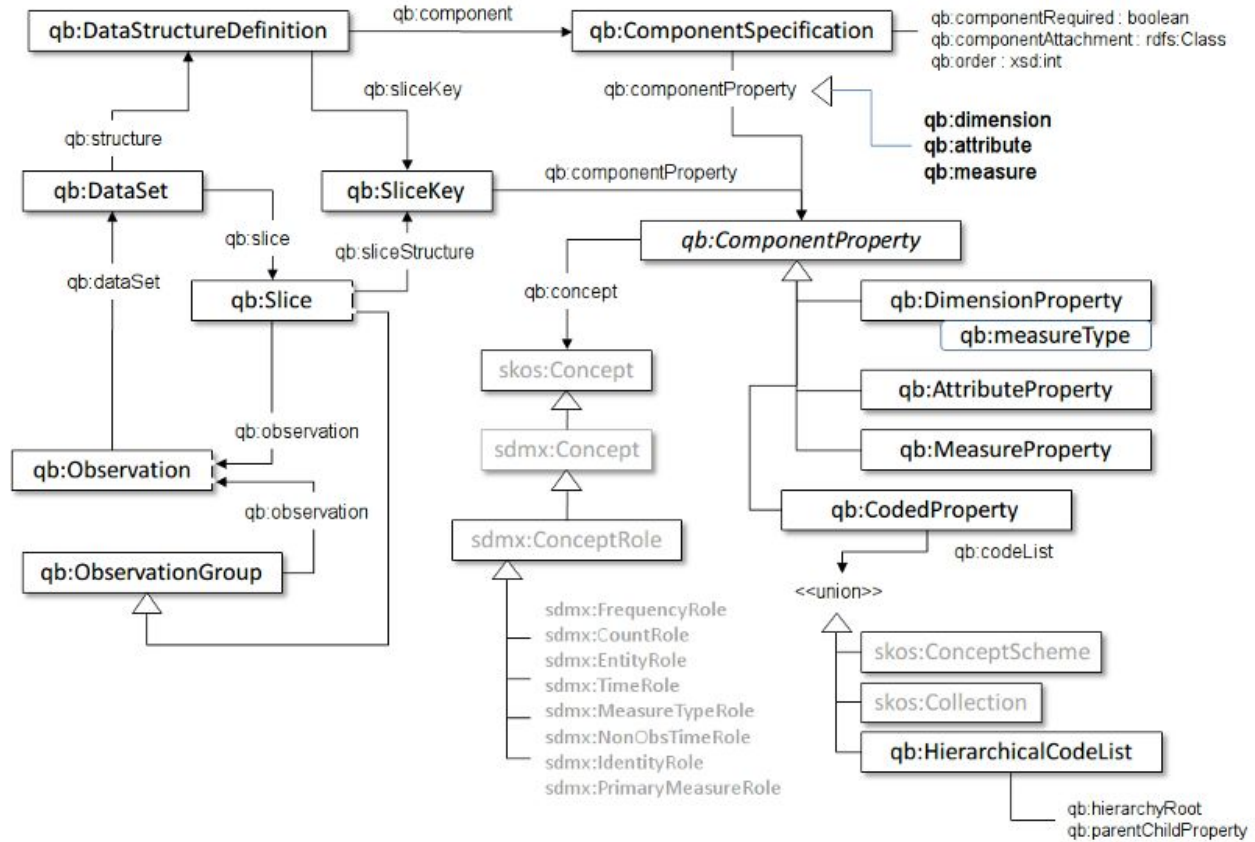 qb:DataStructureDefinition
qb:component
qb:ComponentSpecification
qb:componentRequired : boolean
qb:componentAttachment : rdfs:Class
qb:order : xsd:int
qb:sliceKey
qb:componentProperty
qb:dimension
qb:attribute
qb:measure
qb:structure
qb:DataSet
qb:SliceKey
qb:componentProperty
qb:slice
qb:sliceStructure
qb:ComponentProperty
qb:dataSet
qb:Slice
qb:concept
qb:DimensionProperty
qb:measureType
skos:Concept
qb:AttributeProperty
qb:observation
sdmx:Concept
qb:MeasureProperty
qb:Observation
qb:observation
qb:CodedProperty
sdmx:ConceptRole
qb:codeList
qb:ObservationGroup
<<union>>
sdmx:FrequencyRole
sdmx:CountRole
sdmx:EntityRole
sdmx:TimeRole
sdmx:MeasureTypeRole
sdmx:NonObsTimeRole
sdmx:IdentityRole
sdmx:PrimaryMeasureRole
skos:ConceptScheme
skos:Collection
qb:HierarchicalCodeList
qb:hierarchyRoot
qb:parentChildProperty